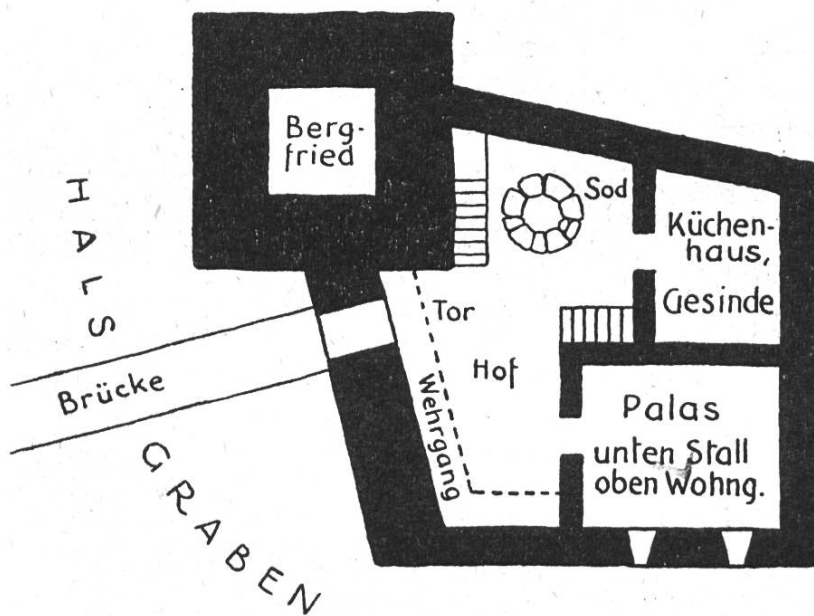 Berg-
fried
Sod
Küchen-
haus,
Gesinde
HALS
Tor
Hof
Brücke
Wehrgang
Palas
unten Stall
oben Wohng.
GRABEN